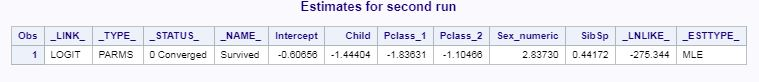 Estimates for second run
Obs _LINK_ _TYPE_ _STATUS_ _NAME_ Intercept Child Pclass_1 Pclass_2 Sex_numeric SibSp _LNLIKE_ _ESTTYPE_
1 LOGIT PARMS 0 Converged Survived -0.60656 -1.44404 -1.83631 -1.10466 2.83730 0.44172 -275.344 MLE